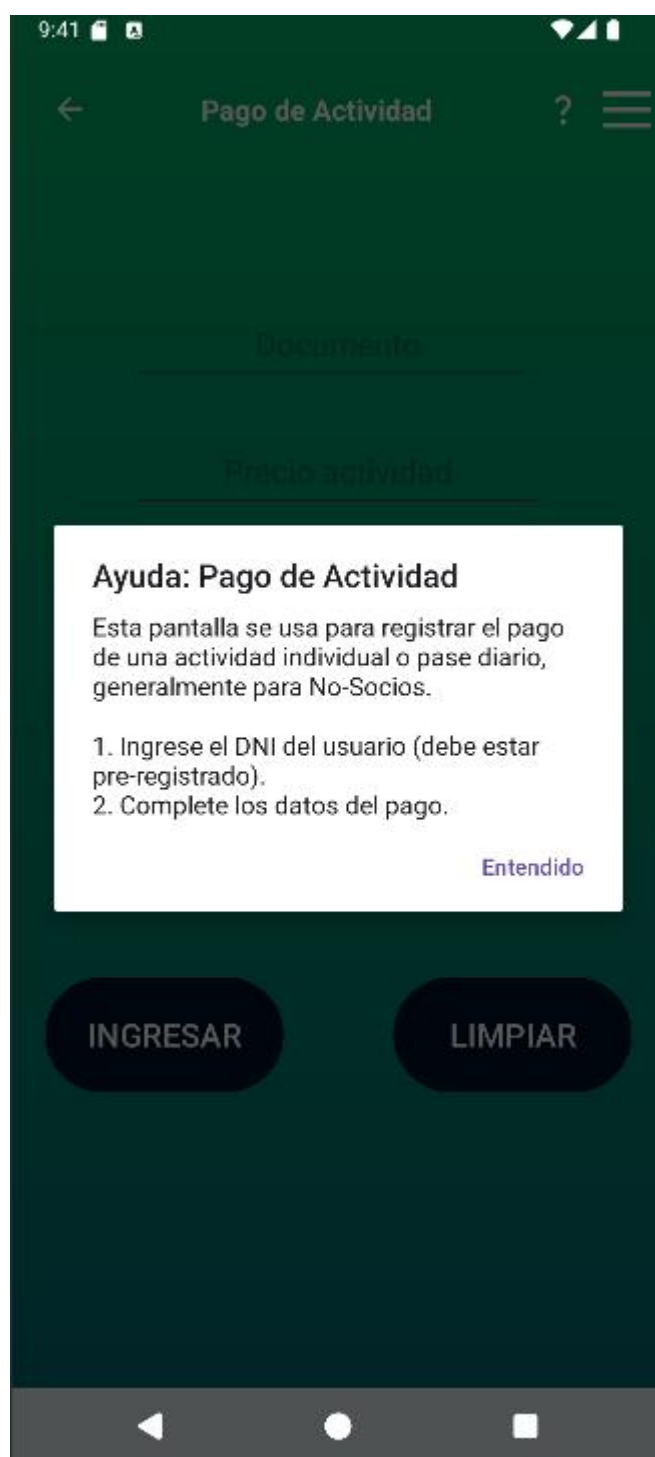 9:41
Pago de Actividad ?
Documento
Precio actividad
Ayuda: Pago de Actividad
Esta pantalla se usa para registrar el pago
de una actividad individual o pase diario,
generalmente para No-Socios.
1. Ingrese el DNI del usuario (debe estar
pre-registrado).
2. Complete los datos del pago.
Entendido
INGRESAR LIMPIAR